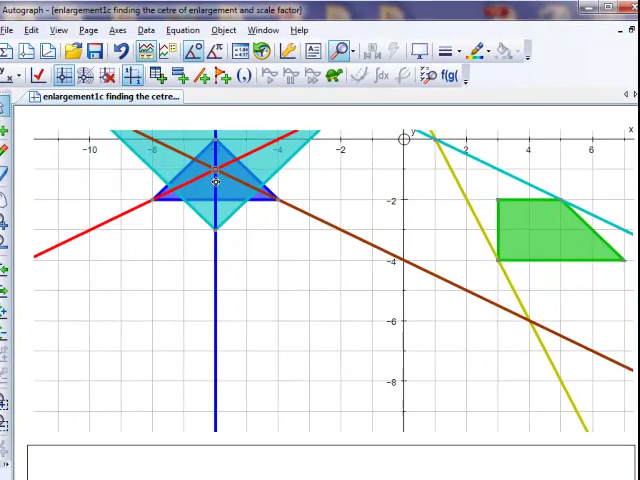 Autograph - [enlargement1c finding the cetre of enlargement and scale factor]
File Edit View Page Axes Data Equation Object Window Help
enlargement1c finding the cetre...
y x
-10 -8 -6 -4 -2 2 4 6
-2
-4
-6
-8